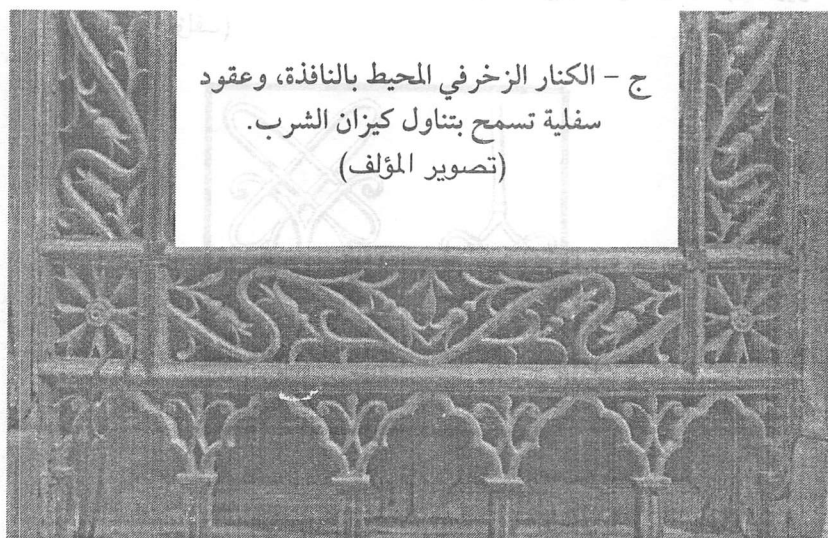 ج – الكنار الزخرفي المحيط بالنافذة، وعقود
سفلية تسمح بتناول كيزان الشرب.
(تصوير المؤلف)